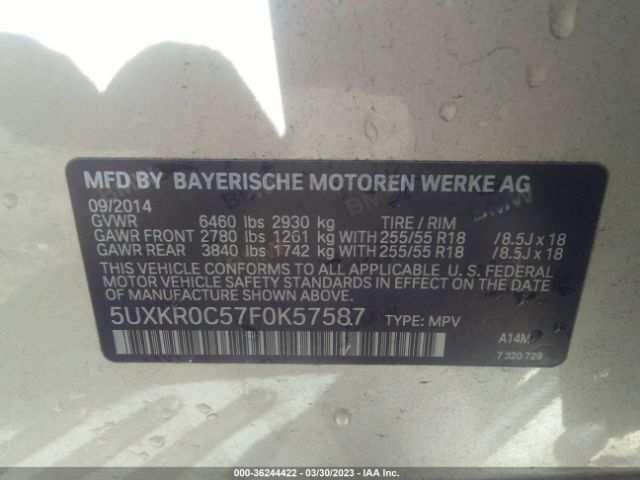 MFD BY BAYERISCHE MOTOREN WERKE AG
09/2014
GVWR 6460 lbs 2930 kg TIRE / RIM
GAWR FRONT 2780 lbs 1261 kg WITH 255/55 R18 /8.5J x 18
GAWR REAR 3840 lbs 1742 kg WITH 255/55 R18 /8.5J x 18
THIS VEHICLE CONFORMS TO ALL APPLICABLE U. S. FEDERAL
MOTOR VEHICLE SAFETY STANDARDS IN EFFECT ON THE DATE OF
MANUFACTURE SHOWN ABOVE.
5UXKR0C57F0K57587 TYPE: MPV
A14M
7 320 729
000-36244422 — 03/30/2023 — IAA Inc.